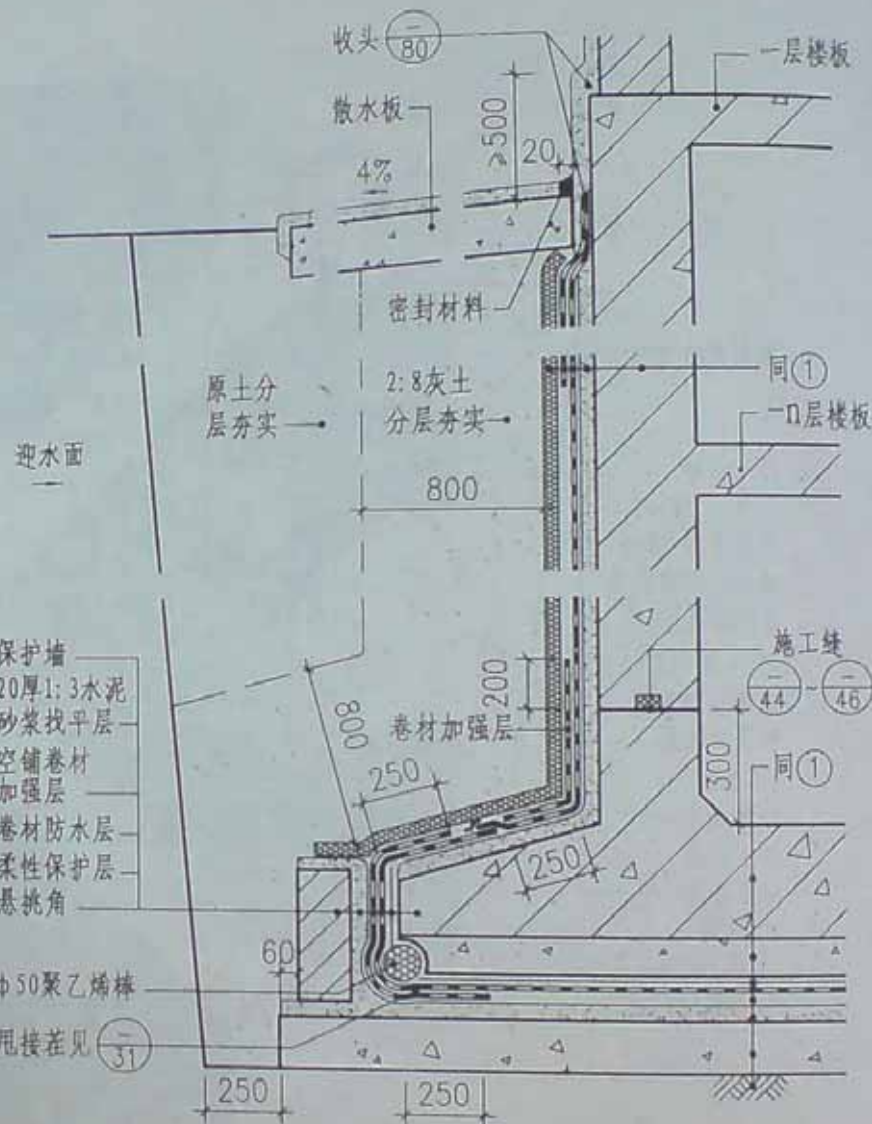 收头 — 80
一层楼板
散水板
≥500
20
4%
密封材料
原土分
层夯实
2:8灰土
分层夯实
同①
一n层楼板
迎水面
800
保护墙
20厚1:3水泥
砂浆找平层
空铺卷材
加强层
卷材防水层
柔性保护层
悬挑角
800
250
200
卷材加强层
施工缝
— 44 ~ — 46
300
同①
250
60
φ50聚乙烯棒
甩接茬见 — 31
250
250